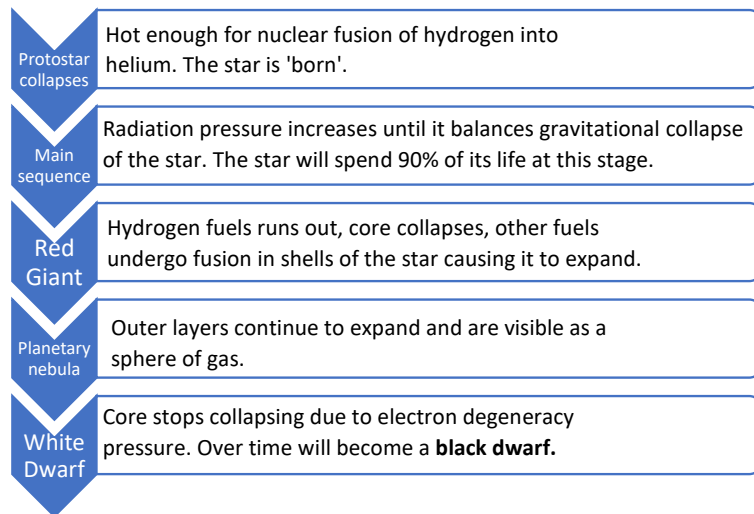 Protostar
collapses
Hot enough for nuclear fusion of hydrogen into
helium. The star is 'born'.
Main
sequence
Radiation pressure increases until it balances gravitational collapse
of the star. The star will spend 90% of its life at this stage.
Red
Giant
Hydrogen fuels runs out, core collapses, other fuels
undergo fusion in shells of the star causing it to expand.
Planetary
nebula
Outer layers continue to expand and are visible as a
sphere of gas.
White
Dwarf
Core stops collapsing due to electron degeneracy
pressure. Over time will become a black dwarf.